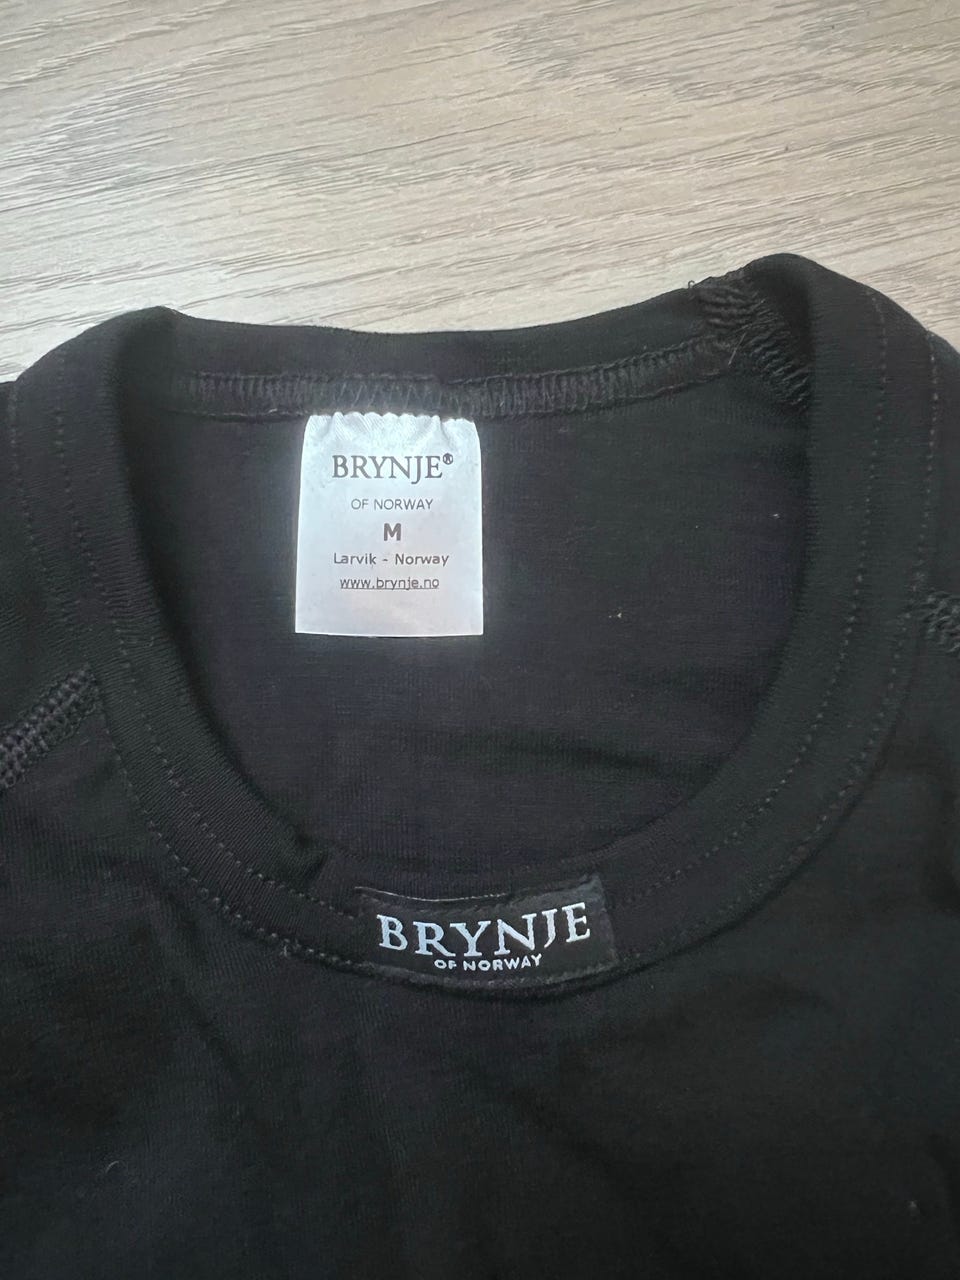 BRYNJE®
OF NORWAY
M
Larvik - Norway
www.brynje.no
BRYNJE
OF NORWAY